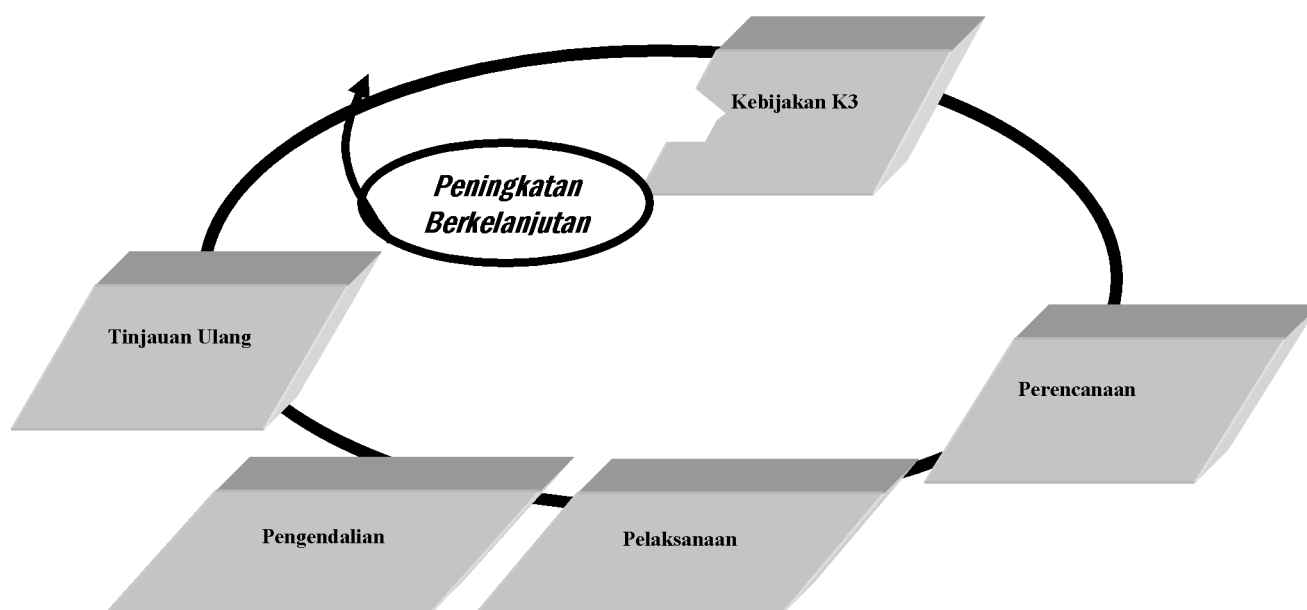 Kebijakan K3
Peningkatan
Berkelanjutan
Tinjauan Ulang
Perencanaan
Pengendalian
Pelaksanaan